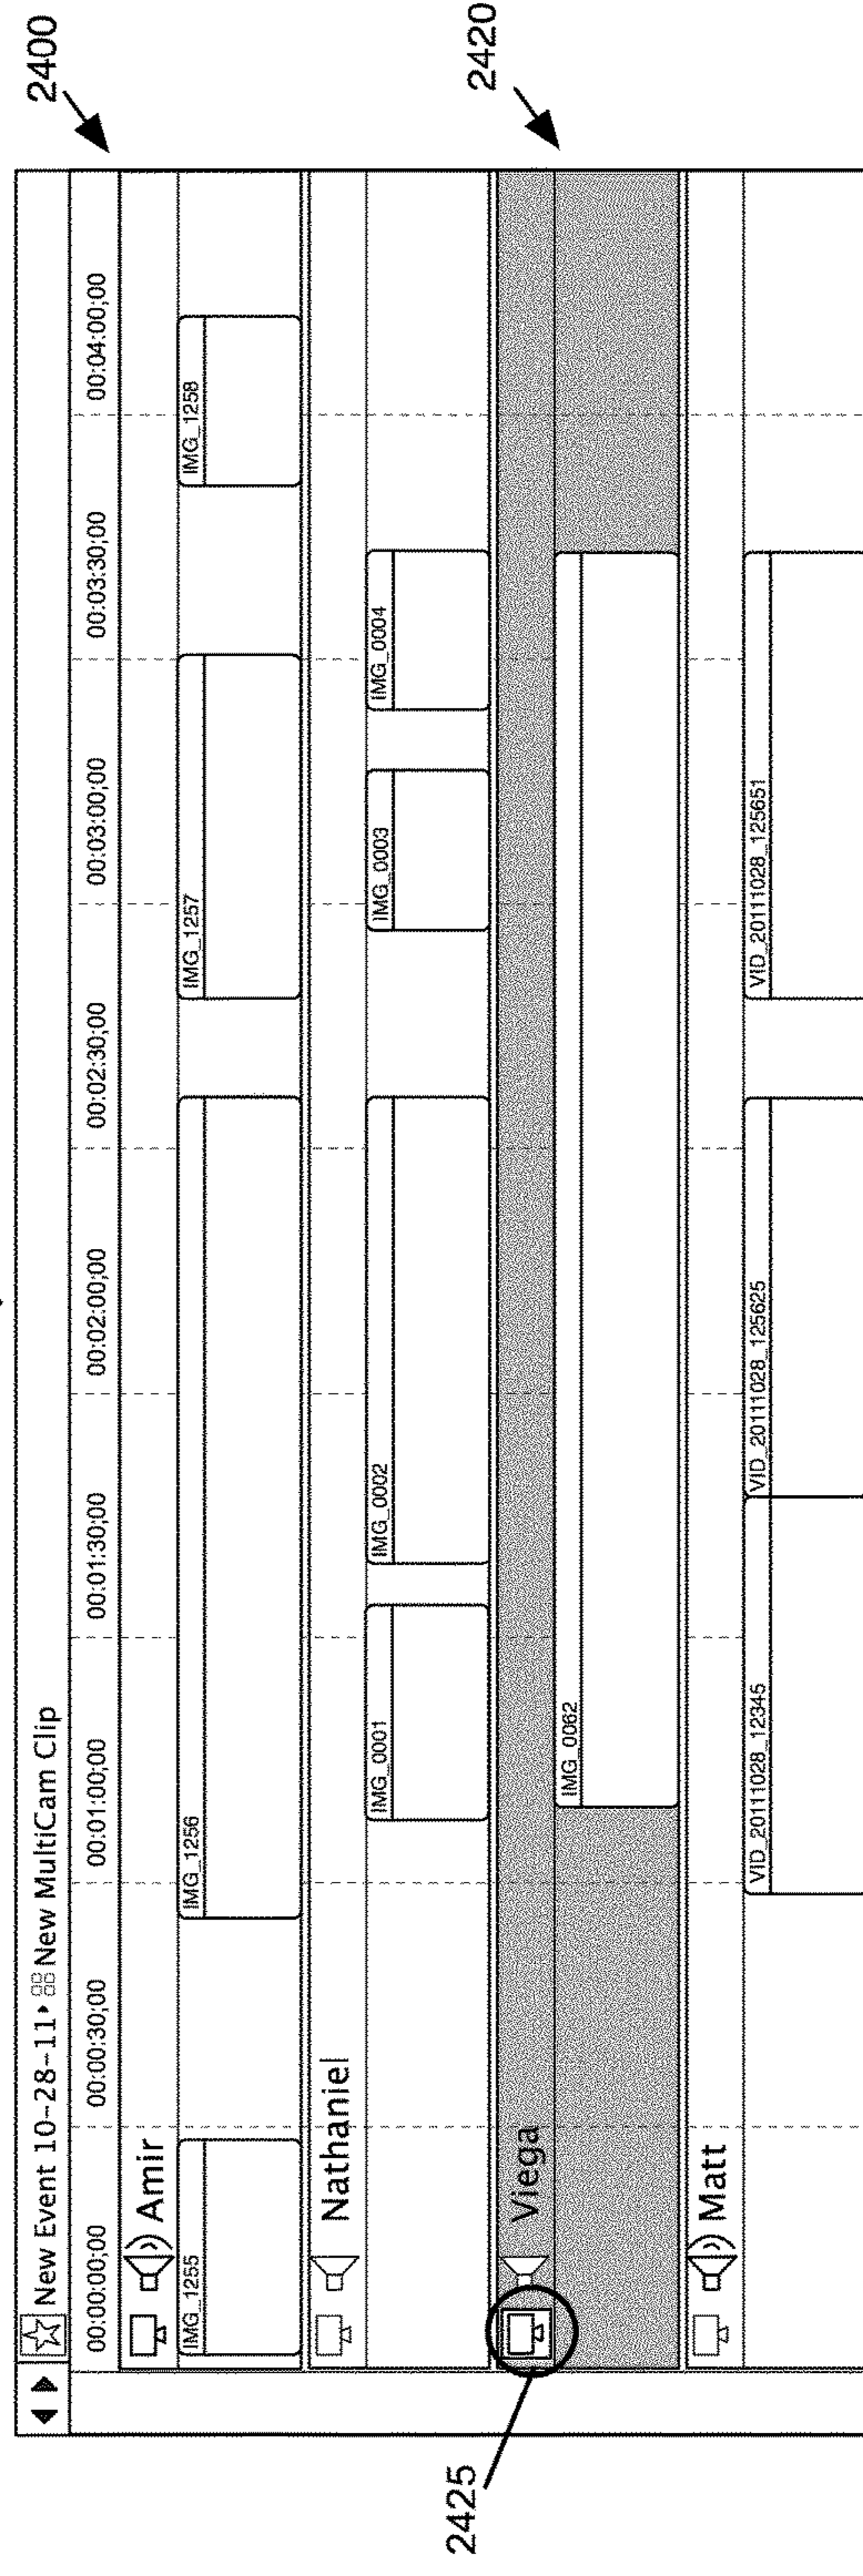 2400
New Event 10-28-11 New MultiCam Clip
00:00:00;00 00:00:30;00 00:01:00;00 00:01:30;00 00:02:00;00 00:02:30;00 00:03:00;00 00:03:30;00 00:04:00;00
Amir
IMG_1255 IMG_1256 IMG_1257 IMG_1258
Nathaniel
IMG_0001 IMG_0002 IMG_0003 IMG_0004
2420
2425
Viega
IMG_0062
Matt
VID_20111028_12345 VID_20111028_125625 VID_20111028_125651